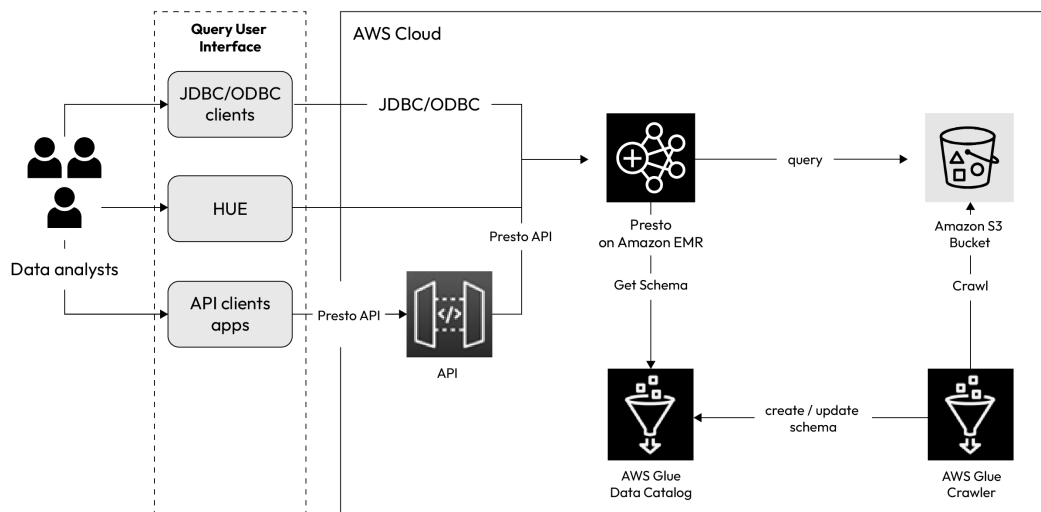 Query User
Interface
AWS Cloud
JDBC/ODBC
clients
JDBC/ODBC
HUE
Data analysts
API clients
apps
Presto API
</>
API
Presto API
Presto
on Amazon EMR
query
Amazon S3
Bucket
Get Schema
Crawl
create / update
schema
AWS Glue
Data Catalog
AWS Glue
Crawler